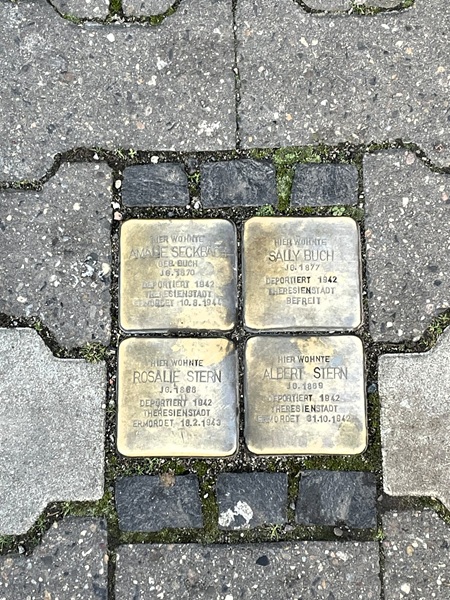 HIER WOHNTE
AMALIE SECKBACH
GEB. BUCH
JG. 1870
DEPORTIERT 1942
THERESIENSTADT
ERMORDET 10.8.1944
HIER WOHNTE
SALLY BUCH
JG. 1877
DEPORTIERT 1942
THERESIENSTADT
BEFREIT
HIER WOHNTE
ROSALIE STERN
JG.
DEPORTIERT 1942
THERESIENSTADT
ERMORDET 18.2.1943
HIER WOHNTE
ALBERT STERN
JG. 1869
DEPORTIERT 1942
THERESIENSTADT
ERMORDET 31.10.1942